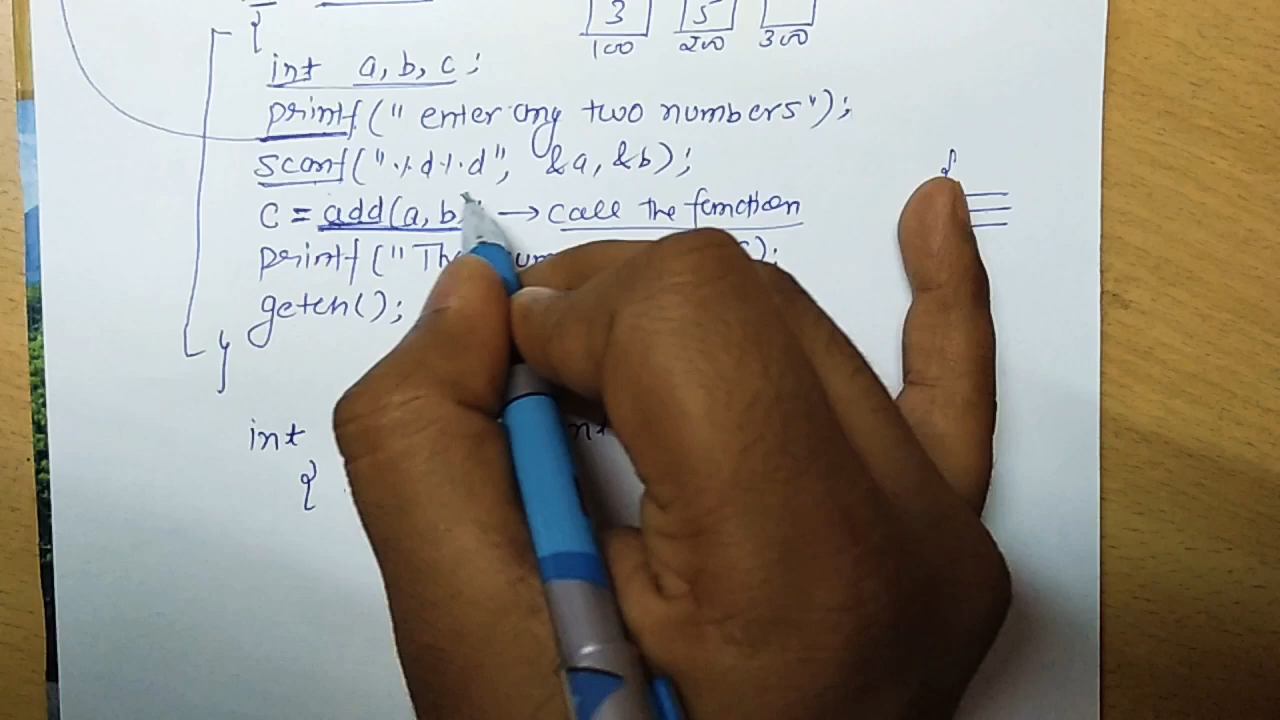 {
3 5
100 200 300
int a, b, c;
printf(" enter any two numbers");
scanf("%d%d", &a, &b);
c = add(a, b); → call the function
printf("The
getch();
}
int
{